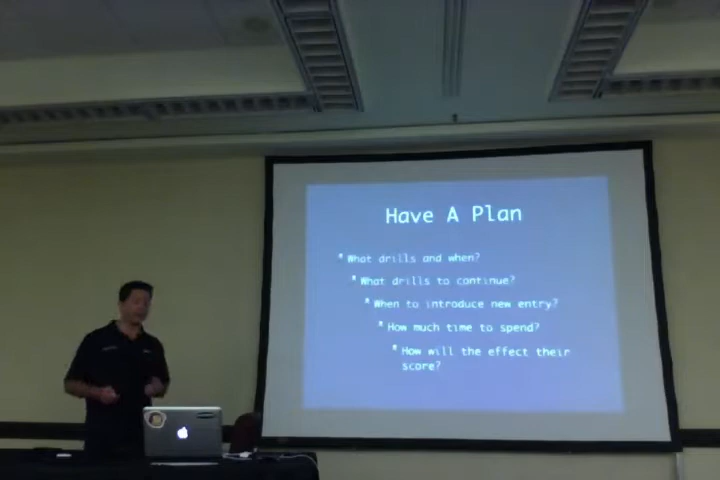 Have A Plan
What drills and when?
What drills to continue?
When to introduce new entry?
How much time to spend?
How will the effect their
score?